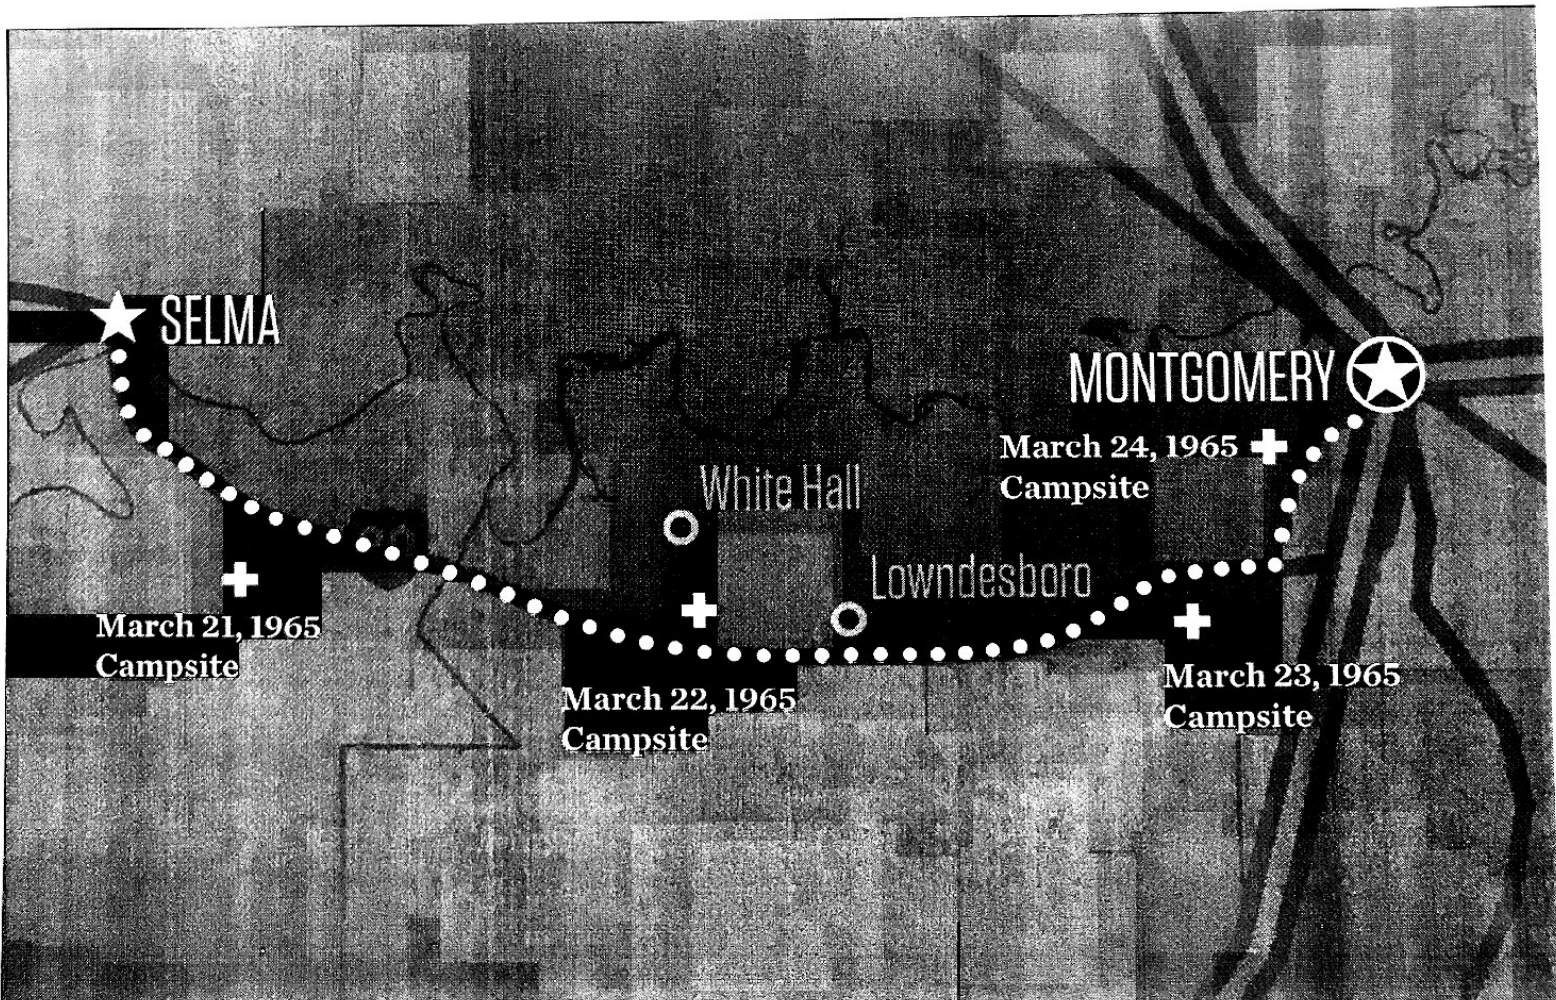 SELMA
MONTGOMERY
March 24, 1965
Campsite
White Hall
Lowndesboro
March 21, 1965
Campsite
March 22, 1965
Campsite
March 23, 1965
Campsite